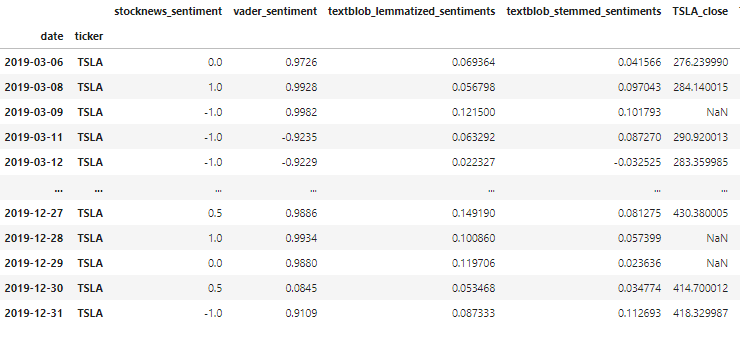 stocknews_sentiment vader_sentiment textblob_lemmatized_sentiments textblob_stemmed_sentiments TSLA_close
date ticker
2019-03-06 TSLA 0.0 0.9726 0.069364 0.041566 276.239990
2019-03-08 TSLA 1.0 0.9928 0.056798 0.097043 284.140015
2019-03-09 TSLA -1.0 0.9982 0.121500 0.101793 NaN
2019-03-11 TSLA -1.0 -0.9235 0.063292 0.087270 290.920013
2019-03-12 TSLA -1.0 -0.9229 0.022327 -0.032525 283.359985
... ... ... ... ... ... ...
2019-12-27 TSLA 0.5 0.9886 0.149190 0.081275 430.380005
2019-12-28 TSLA 1.0 0.9934 0.100860 0.057399 NaN
2019-12-29 TSLA 0.0 0.9880 0.119706 0.023636 NaN
2019-12-30 TSLA 0.5 0.0845 0.053468 0.034774 414.700012
2019-12-31 TSLA -1.0 0.9109 0.087333 0.112693 418.329987